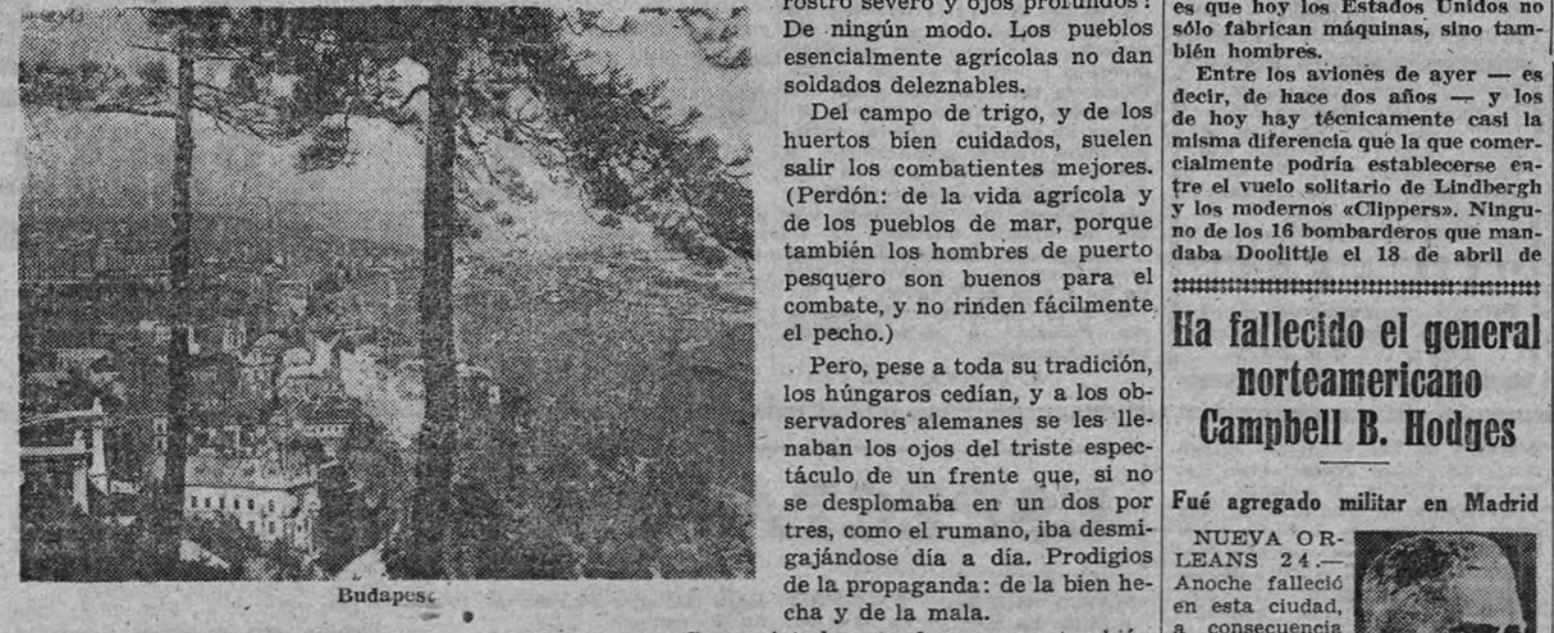 Budapest
rostro severo y ojos profundos?
De ningún modo. Los pueblos
esencialmente agrícolas no dan
soldados deleznables.
Del campo de trigo, y de los
huertos bien cuidados, suelen
salir los combatientes mejores.
(Perdón: de la vida agrícola y
de los pueblos de mar, porque
también los hombres de puerto
pesquero son buenos para el
combate, y no rinden fácilmente
el pecho.)
Pero, pese a toda su tradición,
los húngaros cedían, y a los ob-
servadores alemanes se les lle-
naban los ojos del triste espec-
táculo de un frente que, si no
se desplomaba en un dos por
tres, como el rumano, iba desmi-
gajándose día a día. Prodigios
de la propaganda: de la bien he-
cha y de la mala.
es que hoy los Estados Unidos no
sólo fabrican máquinas, sino tam-
bién hombres.
Entre los aviones de ayer — es
decir, de hace dos años — y los
de hoy hay técnicamente casi la
misma diferencia que la que comer-
cialmente podría establecerse en-
tre el vuelo solitario de Lindbergh
y los modernos «Clippers». Ningu-
no de los 16 bombarderos que man-
daba Doolittle el 18 de abril de
Ha fallecido el general
norteamericano
Campbell B. Hodges
Fué agregado militar en Madrid
NUEVA OR-
LEANS 24.—
Anoche falleció
en esta ciudad,
a consecuencia